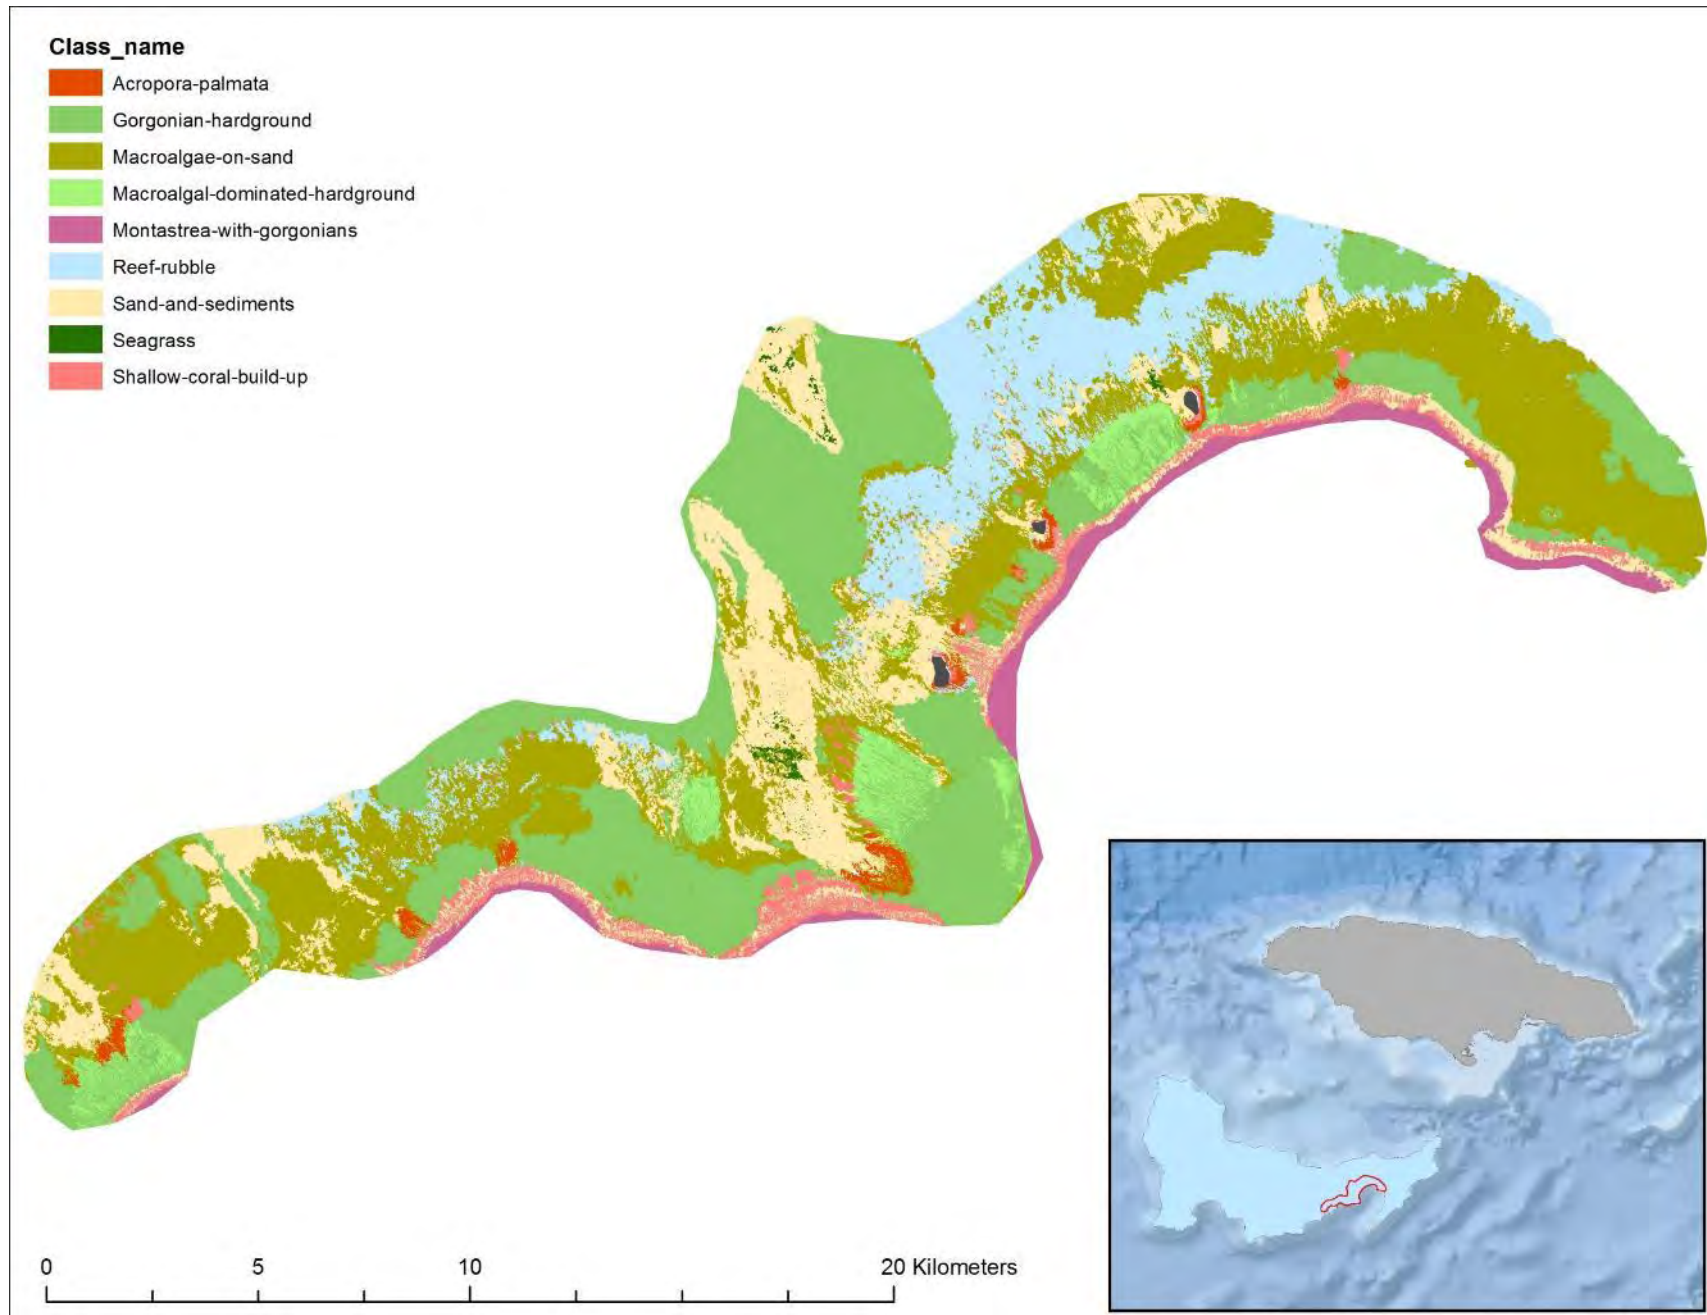 Class_name
Acropora-palmata
Gorgonian-hardground
Macroalgae-on-sand
Macroalgal-dominated-hardground
Montastrea-with-gorgonians
Reef-rubble
Sand-and-sediments
Seagrass
Shallow-coral-build-up
0 5 10 20 Kilometers